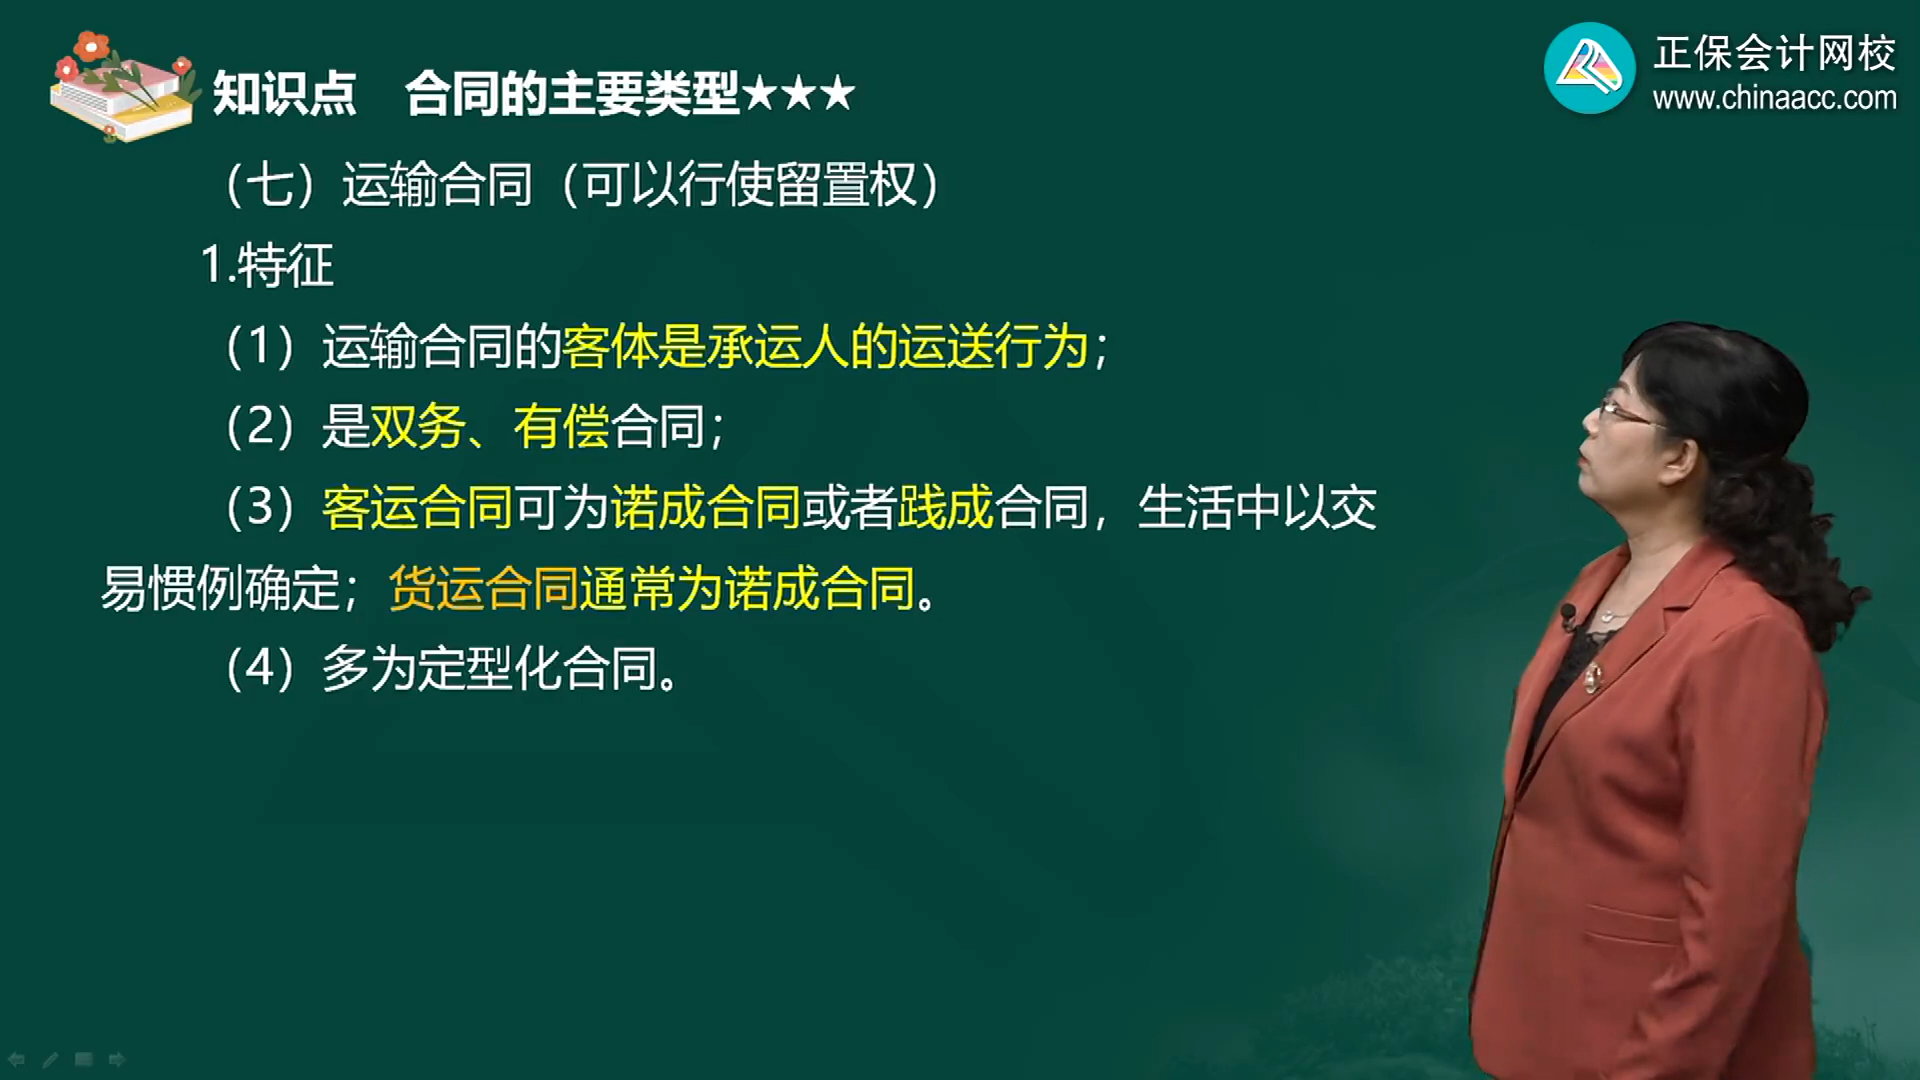 正保会计网校
www.chinaacc.com
知识点 合同的主要类型★★★
（七）运输合同（可以行使留置权）
1.特征
（1）运输合同的客体是承运人的运送行为；
（2）是双务、有偿合同；
（3）客运合同可为诺成合同或者践成合同，生活中以交
易惯例确定；货运合同通常为诺成合同。
（4）多为定型化合同。